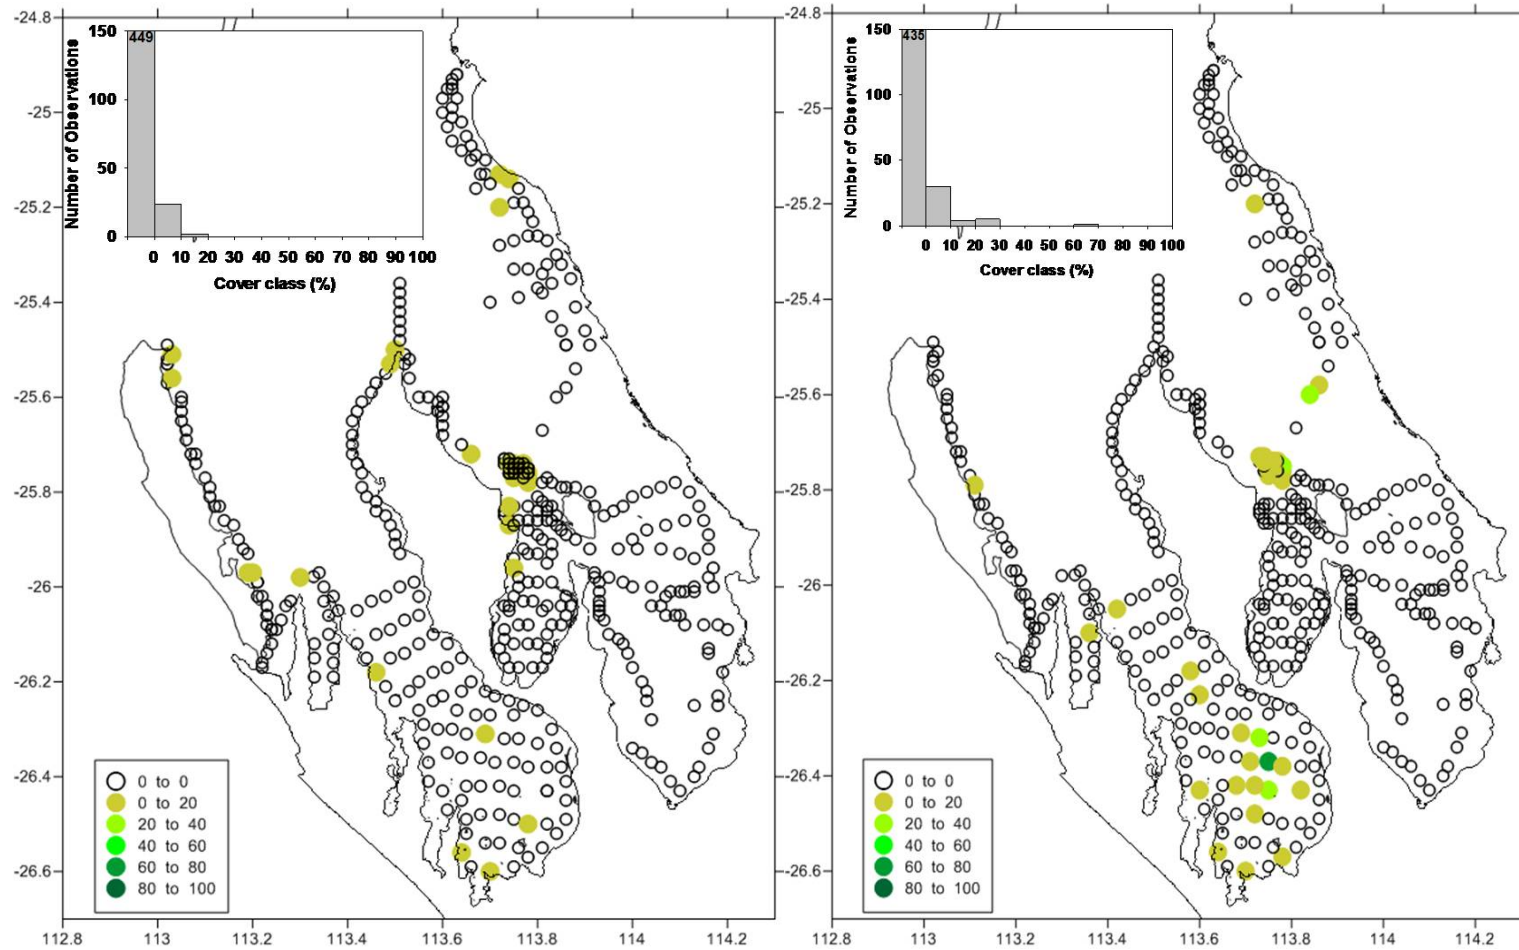 -24.8
-25
-25.2
-25.4
-25.6
-25.8
-26
-26.2
-26.4
-26.6
112.8 113 113.2 113.4 113.6 113.8 114 114.2
150
100
50
0
449
Number of Observations
0 10 20 30 40 50 60 70 80 90 100
Cover class (%)
0 to 0
0 to 20
20 to 40
40 to 60
60 to 80
80 to 100
-24.8
-25
-25.2
-25.4
-25.6
-25.8
-26
-26.2
-26.4
-26.6
112.8 113 113.2 113.4 113.6 113.8 114 114.2
150
100
50
0
435
Number of Observations
0 10 20 30 40 50 60 70 80 90 100
Cover class (%)
0 to 0
0 to 20
20 to 40
40 to 60
60 to 80
80 to 100